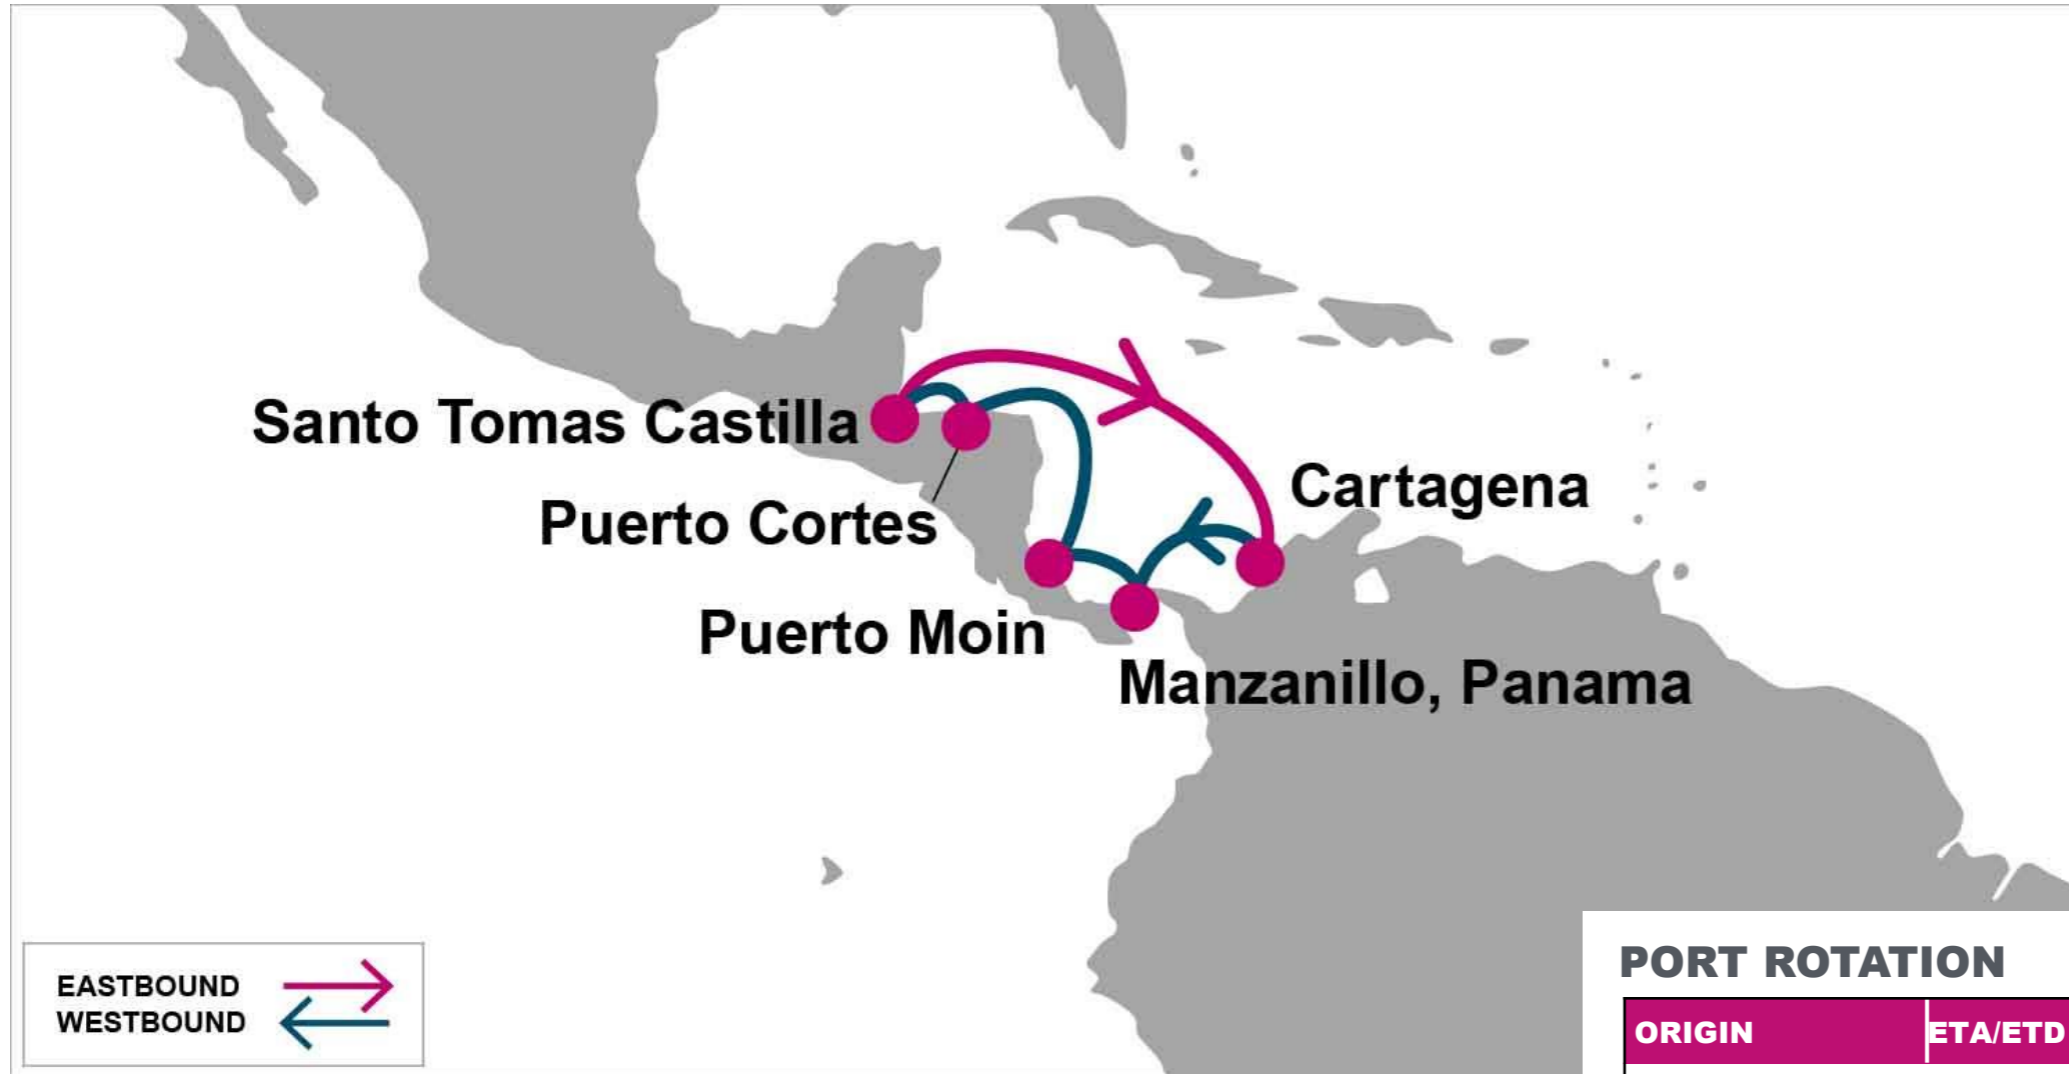 Santo Tomas Castilla
Cartagena
Puerto Cortes
Puerto Moin
Manzanillo, Panama
EASTBOUND
WESTBOUND
PORT ROTATION
ORIGIN ETA/ETD